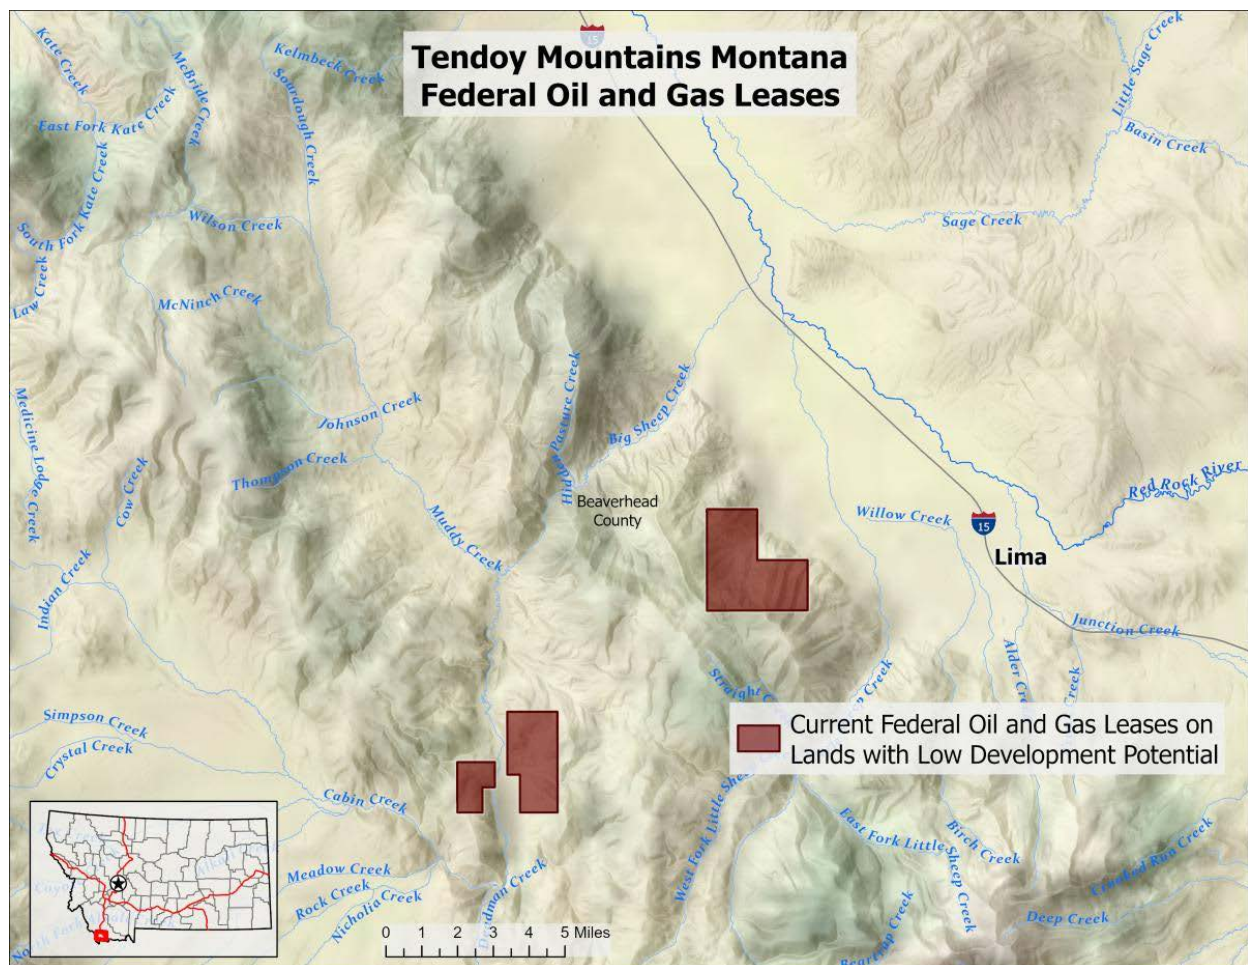 Tendoy Mountains Montana
Federal Oil and Gas Leases
15
Kate Creek
McBride Creek
Kelmbeck Creek
Sourdough Creek
East Fork Kate Creek
South Fork Kate Creek
Law Creek
Wilson Creek
McNinch Creek
Little Sage Creek
Basin Creek
Sage Creek
Medicine Lodge Creek
Cow Creek
Johnson Creek
Thompson Creek
Hidden Pasture Creek
Big Sheep Creek
Beaverhead
County
Muddy Creek
Indian Creek
Willow Creek
15
Lima
Red Rock River
Junction Creek
Alder Cree
Creek
Straight C
p Creek
Current Federal Oil and Gas Leases on
Lands with Low Development Potential
Simpson Creek
Crystal Creek
Cabin Creek
Meadow Creek
Rock Creek
Nicholia Creek
Deadman Creek
West Fork Little Shee
East Fork Little Sheep Creek
Birch Creek
Crooked Run Creek
Deep Creek
Beartrap Creek
North Fork
0 1 2 3 4 5 Miles